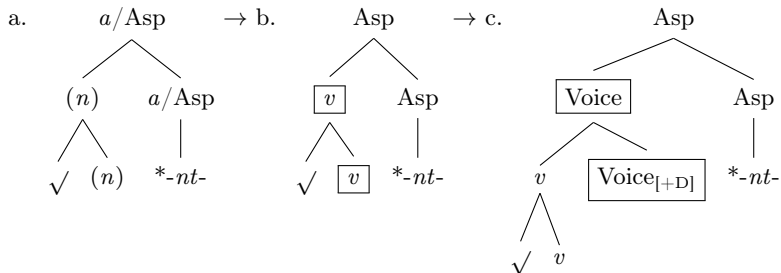 a. a/Asp → b. Asp → c. Asp
(n) a/Asp v Asp Voice Asp
√ (n) *-nt- √ v *-nt- v Voice[+D] *-nt-
√ v